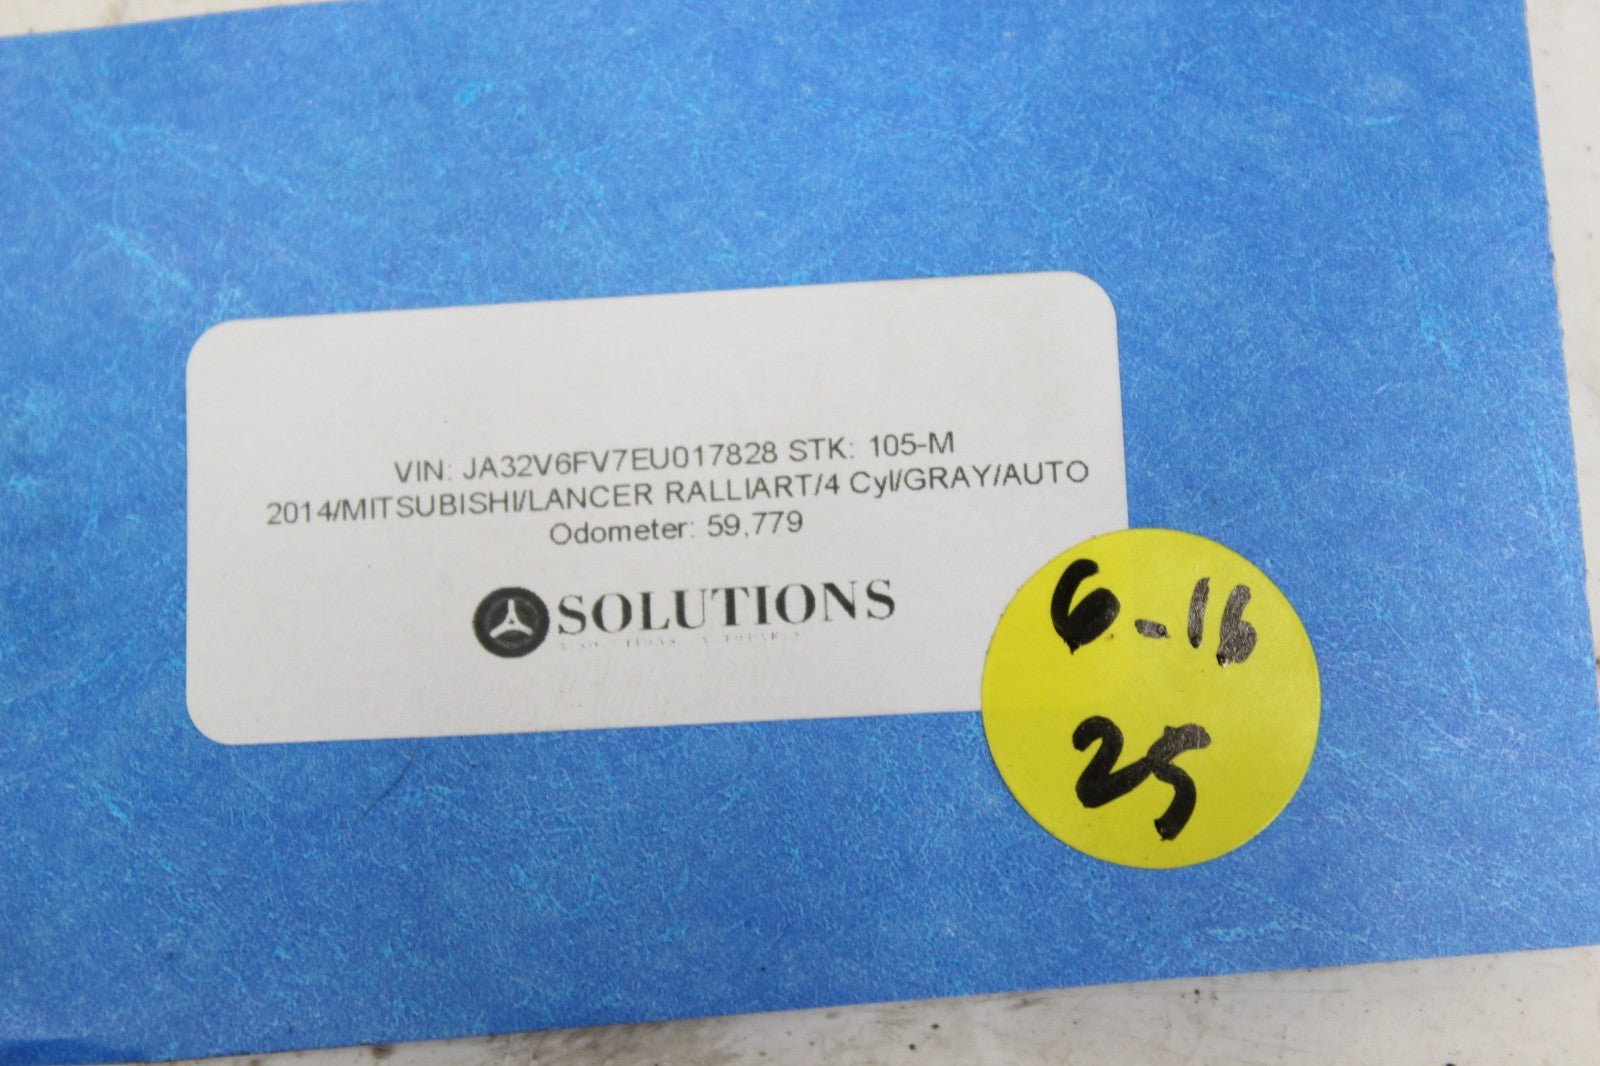 VIN: JA32V6FV7EU017828 STK: 105-M
2014/MITSUBISHI/LANCER RALLIART/4 Cyl/GRAY/AUTO
Odometer: 59,779
SOLUTIONS
6-16
25